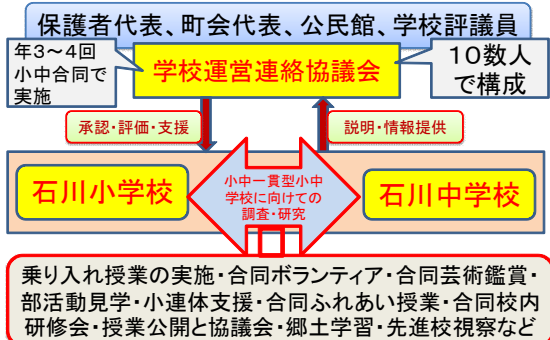 保護者代表、町会代表、公民館、学校評議員
年３～４回
小中合同で
実施
学校運営連絡協議会
１０数人
で構成
承認・評価・支援
説明・情報提供
石川小学校
小中一貫型小中
学校に向けての
調査・研究
石川中学校
乗り入れ授業の実施・合同ボランティア・合同芸術鑑賞・
部活動見学・小連体支援・合同ふれあい授業・合同校内
研修会・授業公開と協議会・郷土学習・先進校視察など